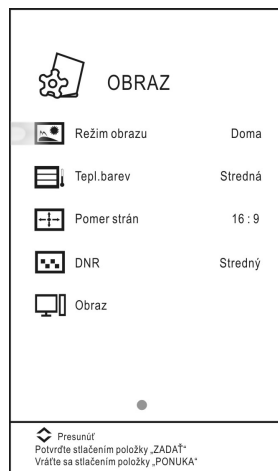 OBRAZ
Režim obrazu Doma
Tepl.barev Stredná
Pomer strán 16 : 9
DNR Stredný
Obraz
Presunúť
Potvrďte stlačením položky „ZADAŤ“
Vráťte sa stlačením položky „PONUKA“